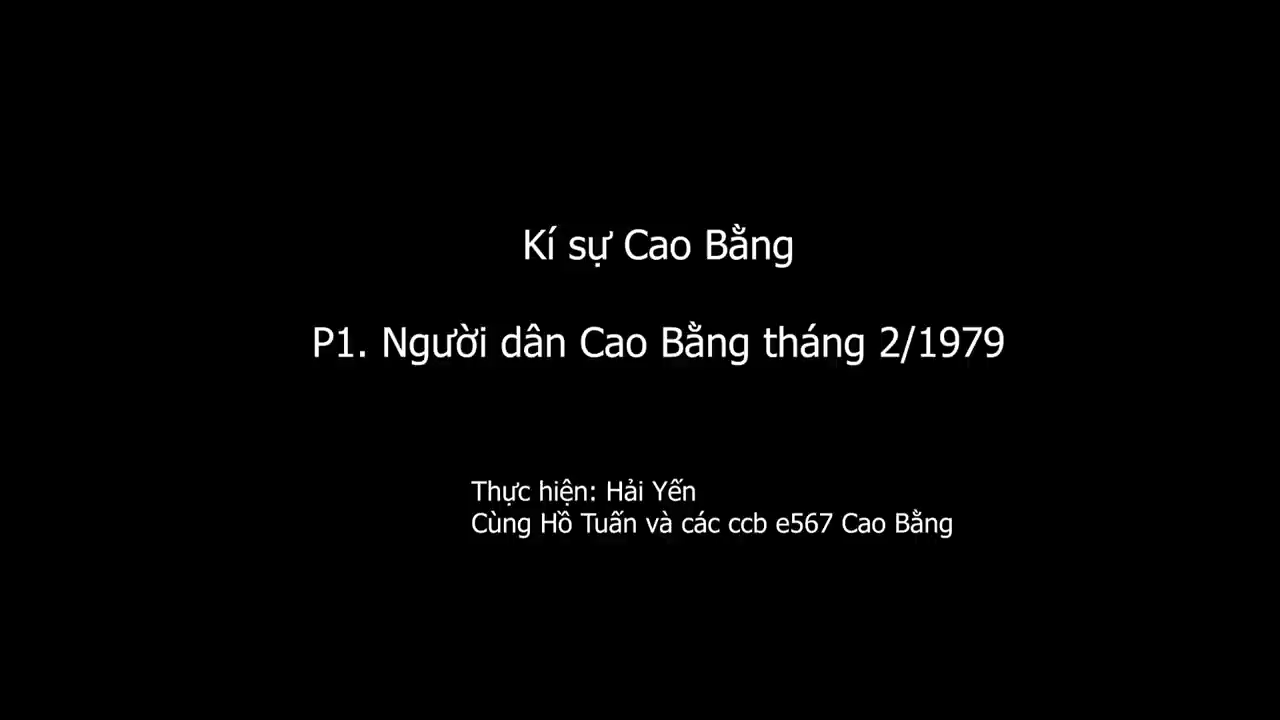 Kí sự Cao Bằng
P1. Người dân Cao Bằng tháng 2/1979
Thực hiện: Hải Yến
Cùng Hồ Tuấn và các ccb e567 Cao Bằng